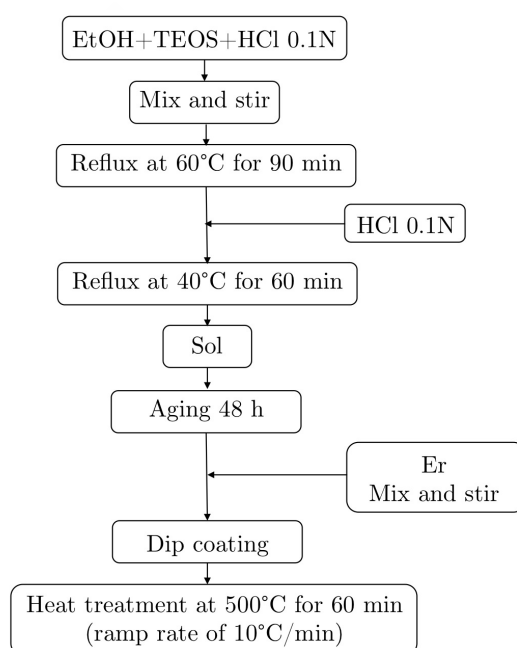 EtOH+TEOS+HCl 0.1N
Mix and stir
Reflux at 60°C for 90 min
HCl 0.1N
Reflux at 40°C for 60 min
Sol
Aging 48 h
Er
Mix and stir
Dip coating
Heat treatment at 500°C for 60 min
(ramp rate of 10°C/min)